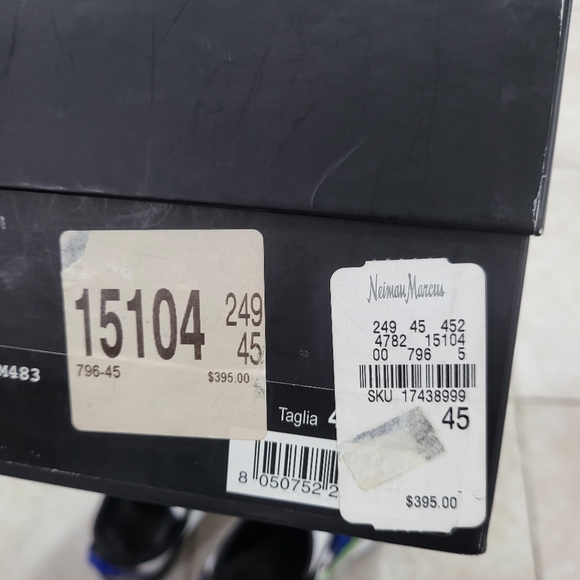 15104
249
45
796-45
$395.00
M483
Taglia
8 050752 2
Neiman Marcus
249 45 452
4782 15104
00 796 5
SKU 17438999
45
$395.00